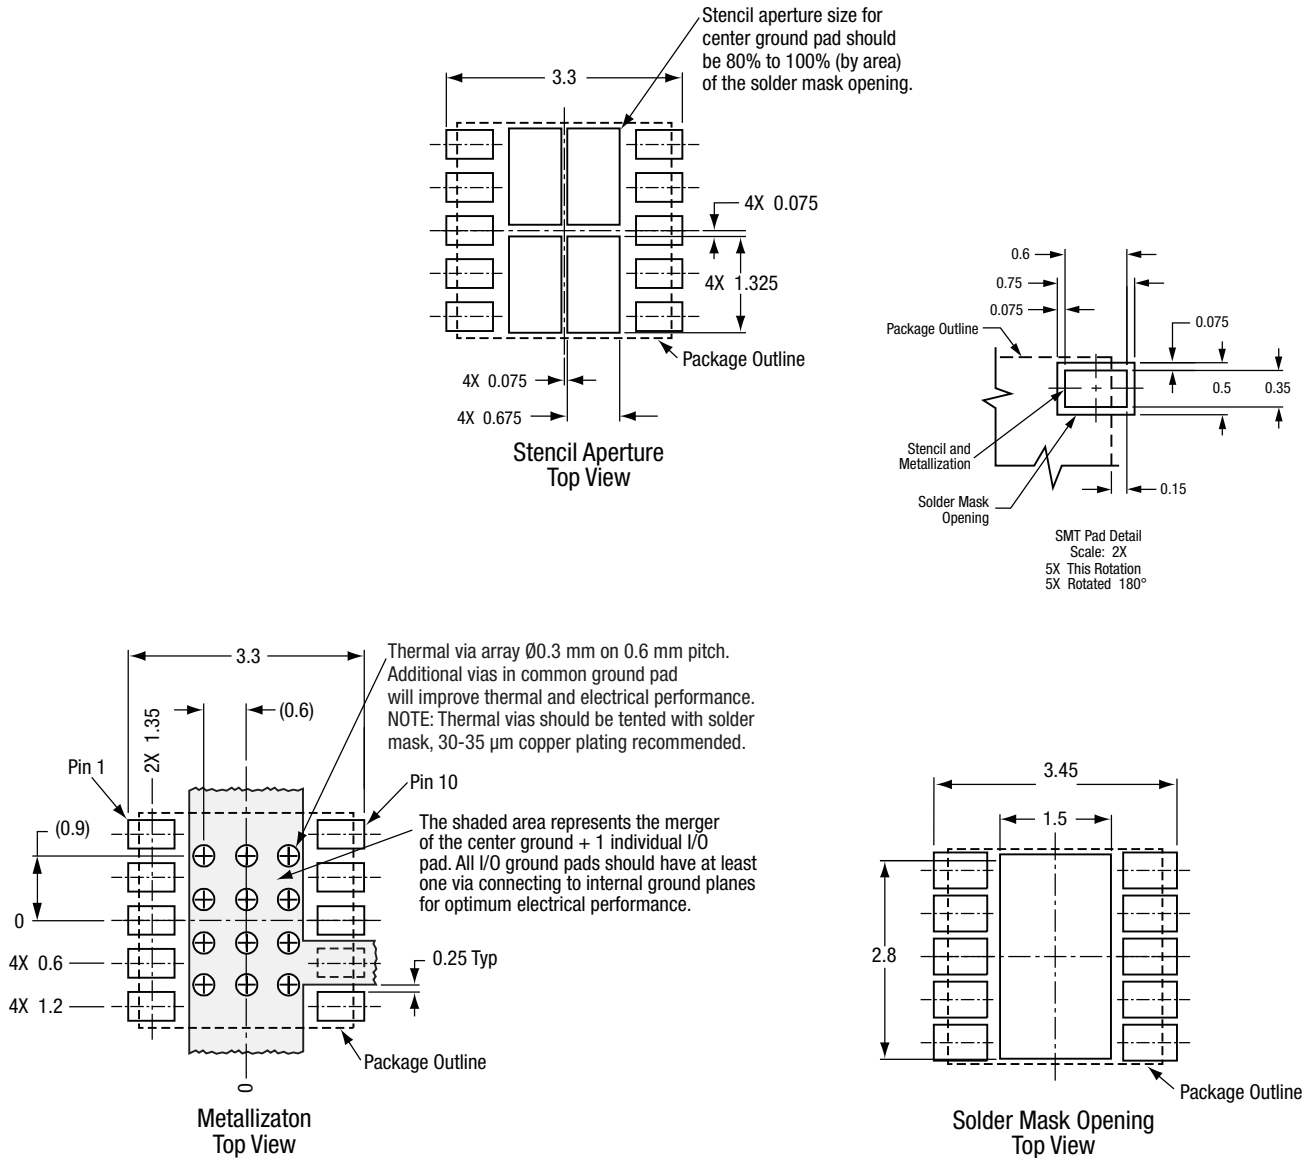 Stencil aperture size for
center ground pad should
be 80% to 100% (by area)
of the solder mask opening.
3.3
4X 0.075
4X 1.325
Package Outline
4X 0.075
4X 0.675
Stencil Aperture
Top View
0.6
0.75
0.075
Package Outline
0.075
0.5
0.35
Stencil and
Metallization
Solder Mask
Opening
0.15
SMT Pad Detail
Scale: 2X
5X This Rotation
5X Rotated 180°
3.3
(0.6)
2X 1.35
Pin 1
(0.9)
0
4X 0.6
4X 1.2
Thermal via array Ø0.3 mm on 0.6 mm pitch.
Additional vias in common ground pad
will improve thermal and electrical performance.
NOTE: Thermal vias should be tented with solder
mask, 30-35 µm copper plating recommended.
Pin 10
The shaded area represents the merger
of the center ground + 1 individual I/O
pad. All I/O ground pads should have at least
one via connecting to internal ground planes
for optimum electrical performance.
0.25 Typ
Package Outline
0
Metallizaton
Top View
3.45
1.5
2.8
Package Outline
Solder Mask Opening
Top View